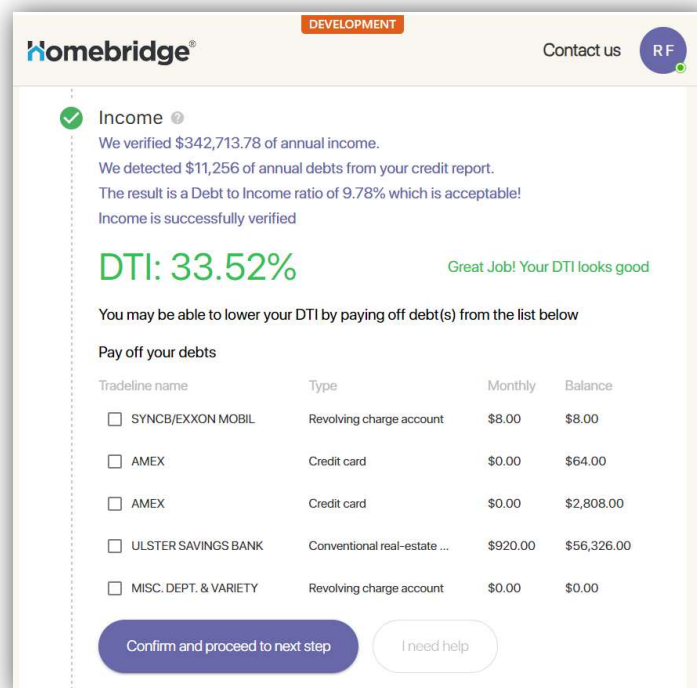 DEVELOPMENT
Homebridge®
Contact us
RF
Income ?
We verified $342,713.78 of annual income.
We detected $11,256 of annual debts from your credit report.
The result is a Debt to Income ratio of 9.78% which is acceptable!
Income is successfully verified
DTI: 33.52% Great Job! Your DTI looks good
You may be able to lower your DTI by paying off debt(s) from the list below
Pay off your debts
Tradeline name Type Monthly Balance
SYNCB/EXXON MOBIL Revolving charge account $8.00 $8.00
AMEX Credit card $0.00 $64.00
AMEX Credit card $0.00 $2,808.00
ULSTER SAVINGS BANK Conventional real-estate ... $920.00 $56,326.00
MISC. DEPT. & VARIETY Revolving charge account $0.00 $0.00
Confirm and proceed to next step I need help